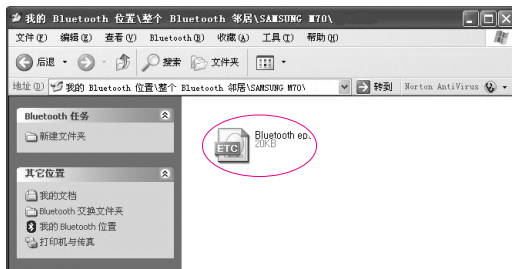 我的 Bluetooth 位置\整个 Bluetooth 邻居\SAMSUNG M70\
文件(F) 编辑(E) 查看(V) Bluetooth(B) 收藏(A) 工具(T) 帮助(H)
后退 搜索 文件夹
地址(D) 我的 Bluetooth 位置\整个 Bluetooth 邻居\SAMSUNG M70\ 转到 Norton AntiVirus
Bluetooth 任务
新建文件夹
Bluetooth ep.
20KB
ETC
其它位置
我的文档
Bluetooth 交换文件夹
我的 Bluetooth 位置
打印机与传真